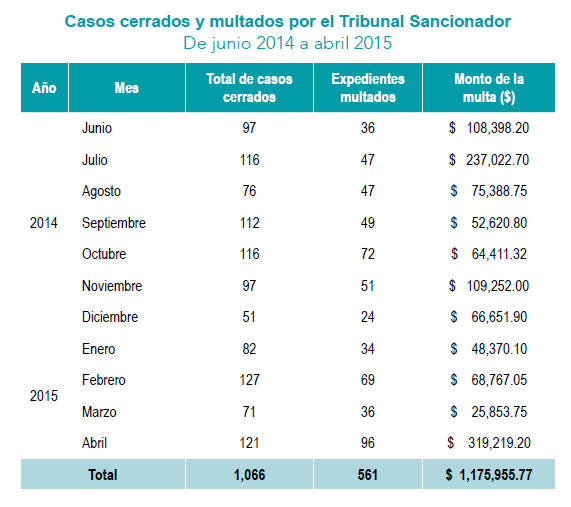 Casos cerrados y multados por el Tribunal Sancionador
De junio 2014 a abril 2015
Año Mes Total de casos cerrados Expedientes multados Monto de la multa ($)
Junio 97 36 $ 108,398.20
Julio 116 47 $ 237,022.70
Agosto 76 47 $ 75,388.75
2014 Septiembre 112 49 $ 52,620.80
Octubre 116 72 $ 64,411.32
Noviembre 97 51 $ 109,252.00
Diciembre 51 24 $ 66,651.90
Enero 82 34 $ 48,370.10
Febrero 127 69 $ 68,767.05
2015
Marzo 71 36 $ 25,853.75
Abril 121 96 $ 319,219.20
Total 1,066 561 $ 1,175,955.77